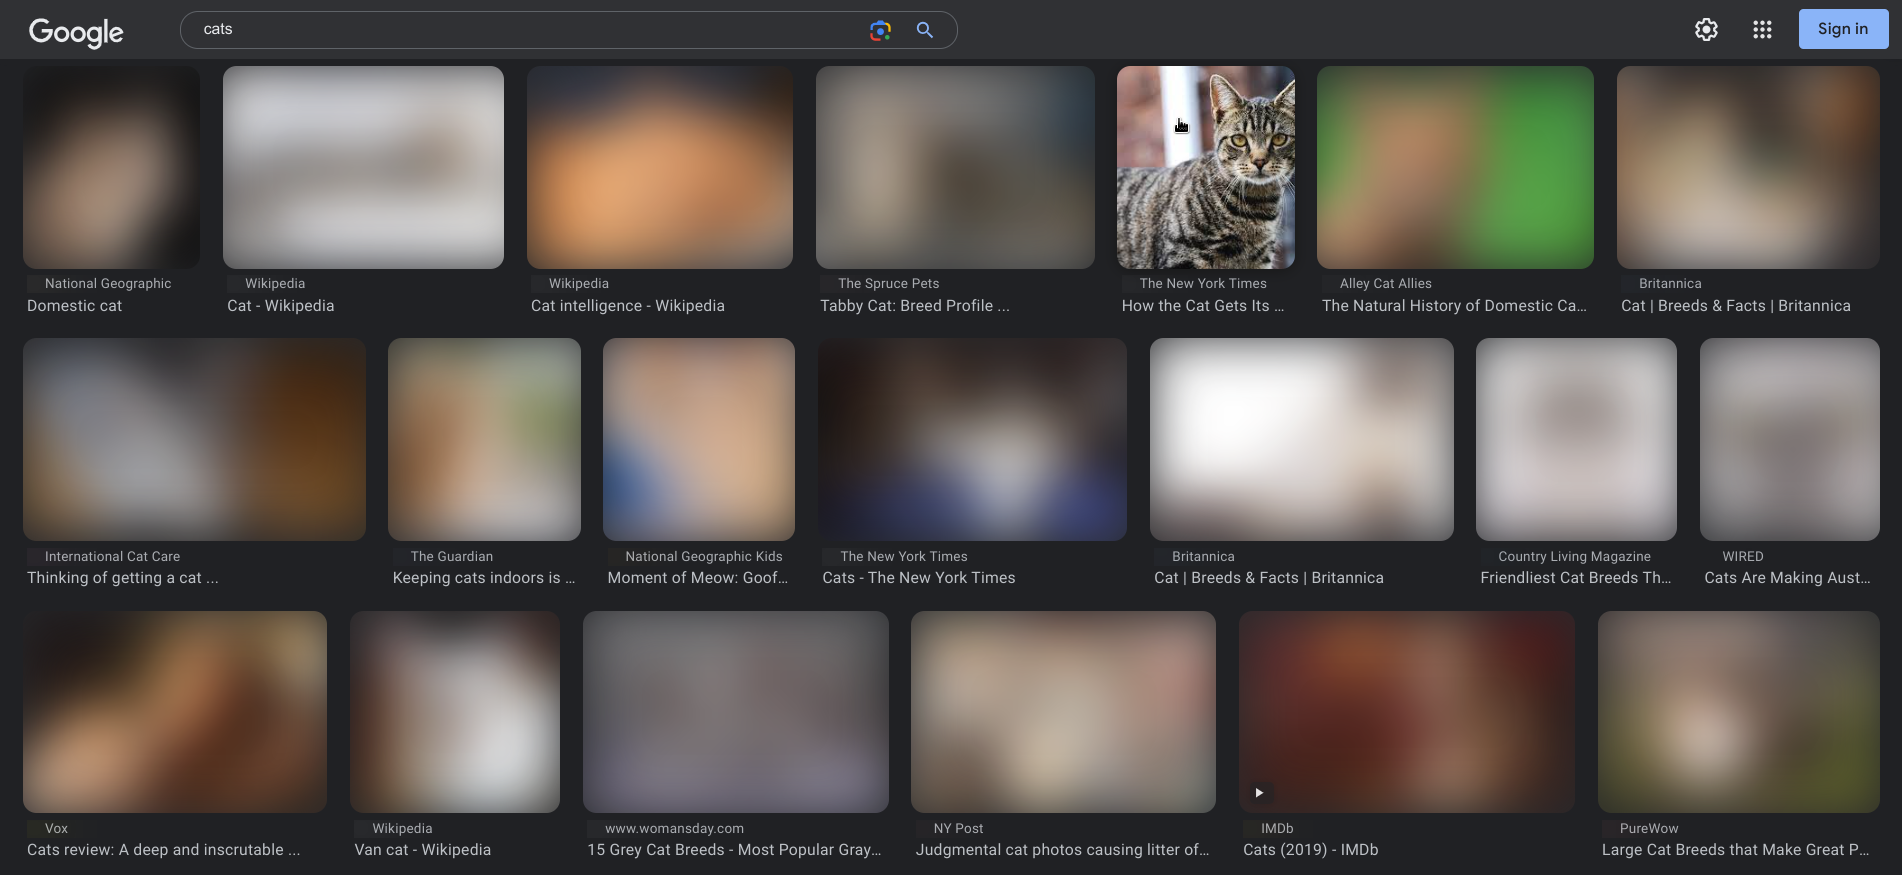 Google
cats
Sign in
National Geographic
Domestic cat
Wikipedia
Cat - Wikipedia
Wikipedia
Cat intelligence - Wikipedia
The Spruce Pets
Tabby Cat: Breed Profile ...
The New York Times
How the Cat Gets Its ...
Alley Cat Allies
The Natural History of Domestic Ca...
Britannica
Cat | Breeds & Facts | Britannica
International Cat Care
Thinking of getting a cat ...
The Guardian
Keeping cats indoors is ...
National Geographic Kids
Moment of Meow: Goof...
The New York Times
Cats - The New York Times
Britannica
Cat | Breeds & Facts | Britannica
Country Living Magazine
Friendliest Cat Breeds Th...
WIRED
Cats Are Making Aust...
Vox
Cats review: A deep and inscrutable ...
Wikipedia
Van cat - Wikipedia
www.womansday.com
15 Grey Cat Breeds - Most Popular Gray...
NY Post
Judgmental cat photos causing litter of...
IMDb
Cats (2019) - IMDb
PureWow
Large Cat Breeds that Make Great P...